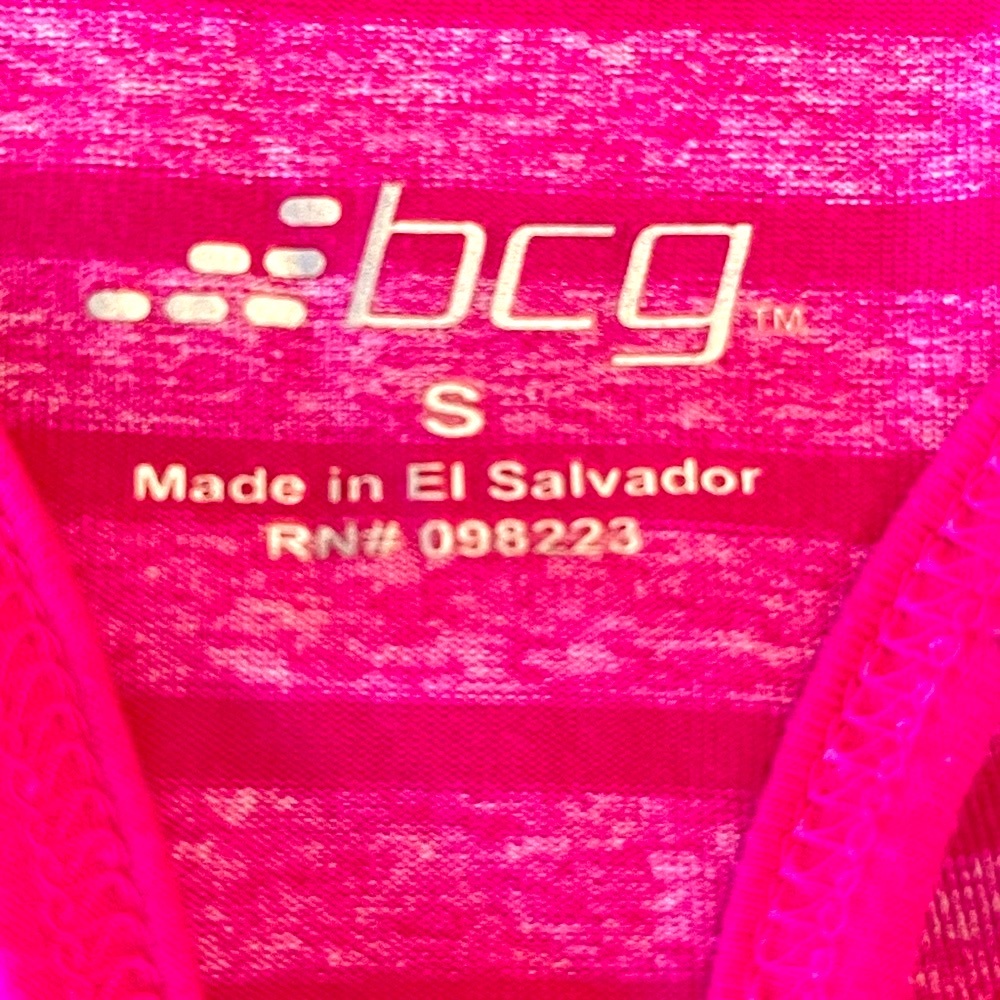 bcg™
S
Made in El Salvador
RN# 098223